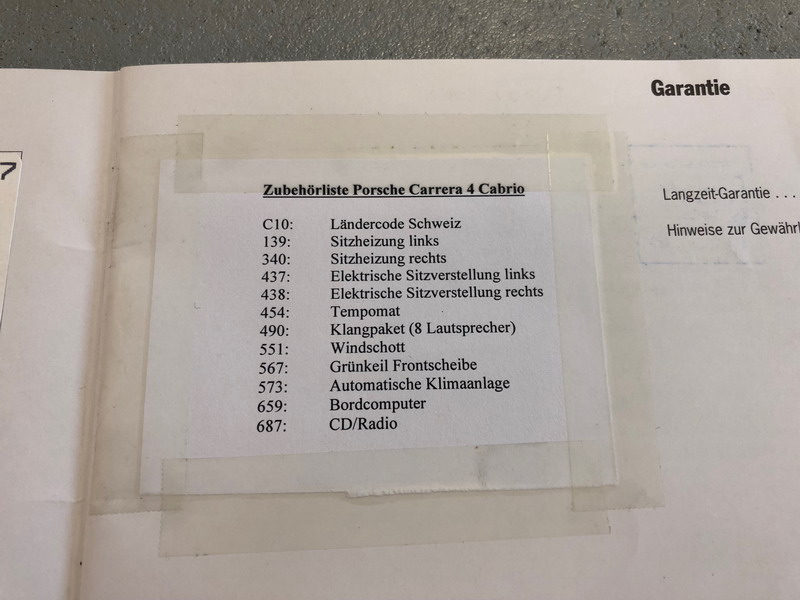 7
Garantie
Langzeit-Garantie . . .
Hinweise zur
Zubehörliste Porsche Carrera 4 Cabrio
C10: Ländercode Schweiz
139: Sitzheizung links
340: Sitzheizung rechts
437: Elektrische Sitzverstellung links
438: Elektrische Sitzverstellung rechts
454: Tempomat
490: Klangpaket (8 Lautsprecher)
551: Windschott
567: Grünkeil Frontscheibe
573: Automatische Klimaanlage
659: Bordcomputer
687: CD/Radio